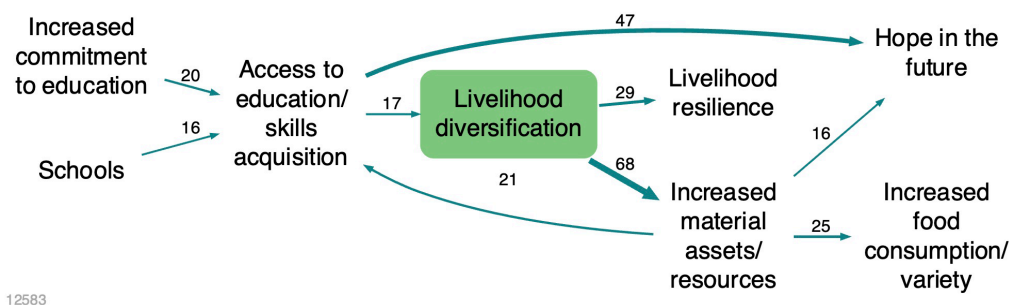 Increased
commitment
to education
20
Schools
16
Access to
education/
skills
acquisition
47
17
Livelihood
diversification
29
Livelihood
resilience
68
21
Increased
material
assets/
resources
16
Hope in the
future
25
Increased
food
consumption/
variety
12583